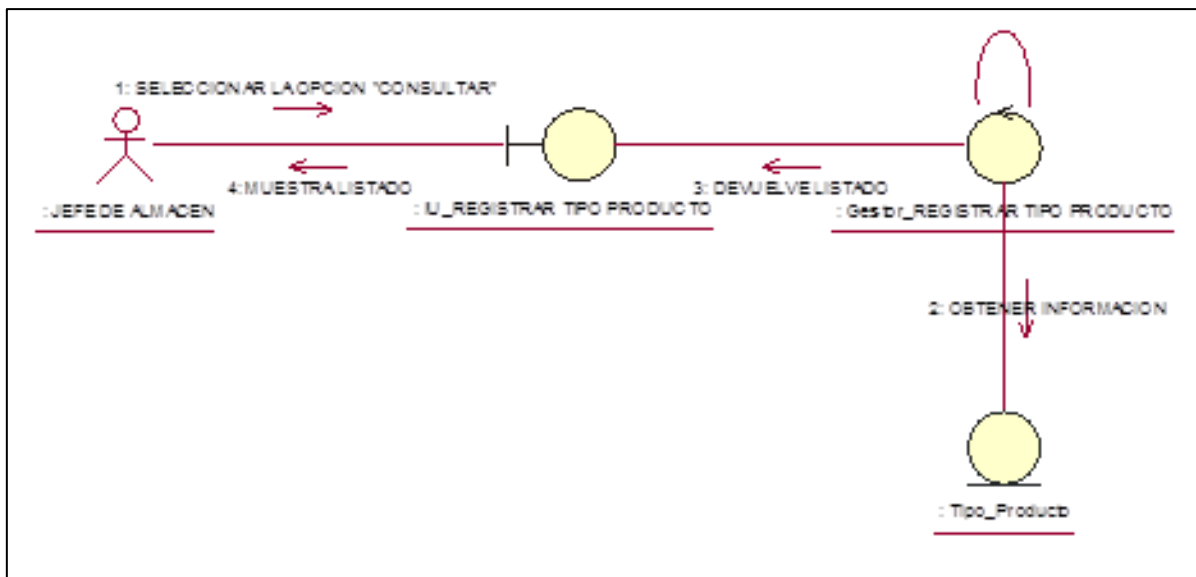 1: SELECCIONAR LA OPCION "CONSULTAR"
4: MUESTRA LISTADO
3: DEVUELVE LISTADO
: JEFE DE ALMACEN
: IU_REGISTRAR TIPO PRODUCTO
: Gestor_REGISTRAR TIPO PRODUCTO
2: OBTENER INFORMACION
: Tipo_Producto